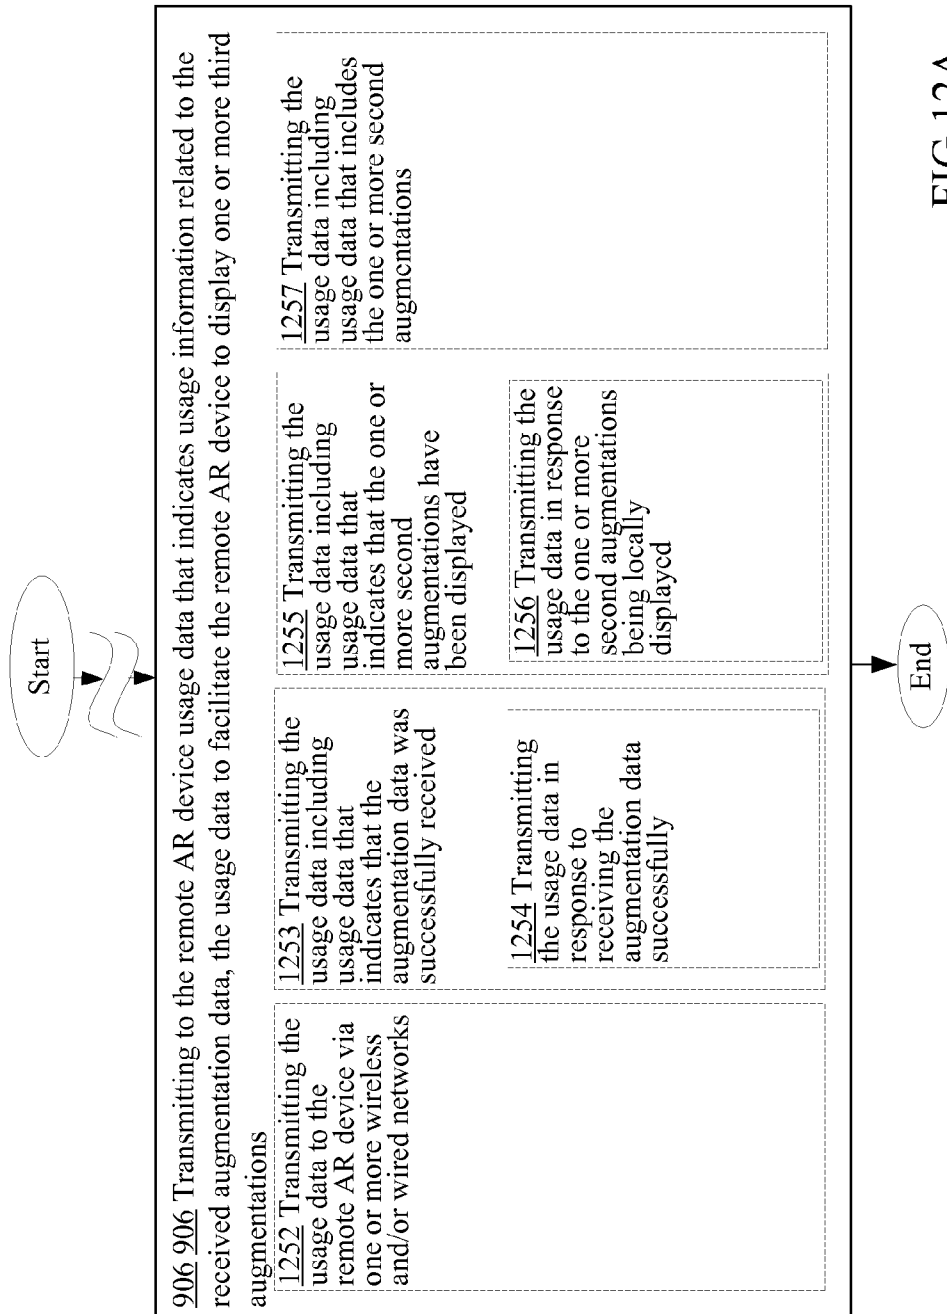 Start
906 906 Transmitting to the remote AR device usage data that indicates usage information related to the
received augmentation data, the usage data to facilitate the remote AR device to display one or more third
augmentations
1252 Transmitting the
usage data to the
remote AR device via
one or more wireless
and/or wired networks
1253 Transmitting the
usage data including
usage data that
indicates that the
augmentation data was
successfully received
1254 Transmitting
the usage data in
response to
receiving the
augmentation data
successfully
1255 Transmitting the
usage data including
usage data that
indicates that the one or
more second
augmentations have
been displayed
1256 Transmitting the
usage data in response
to the one or more
second augmentations
being locally
displayed
1257 Transmitting the
usage data including
usage data that includes
the one or more second
augmentations
End
FIG 12A